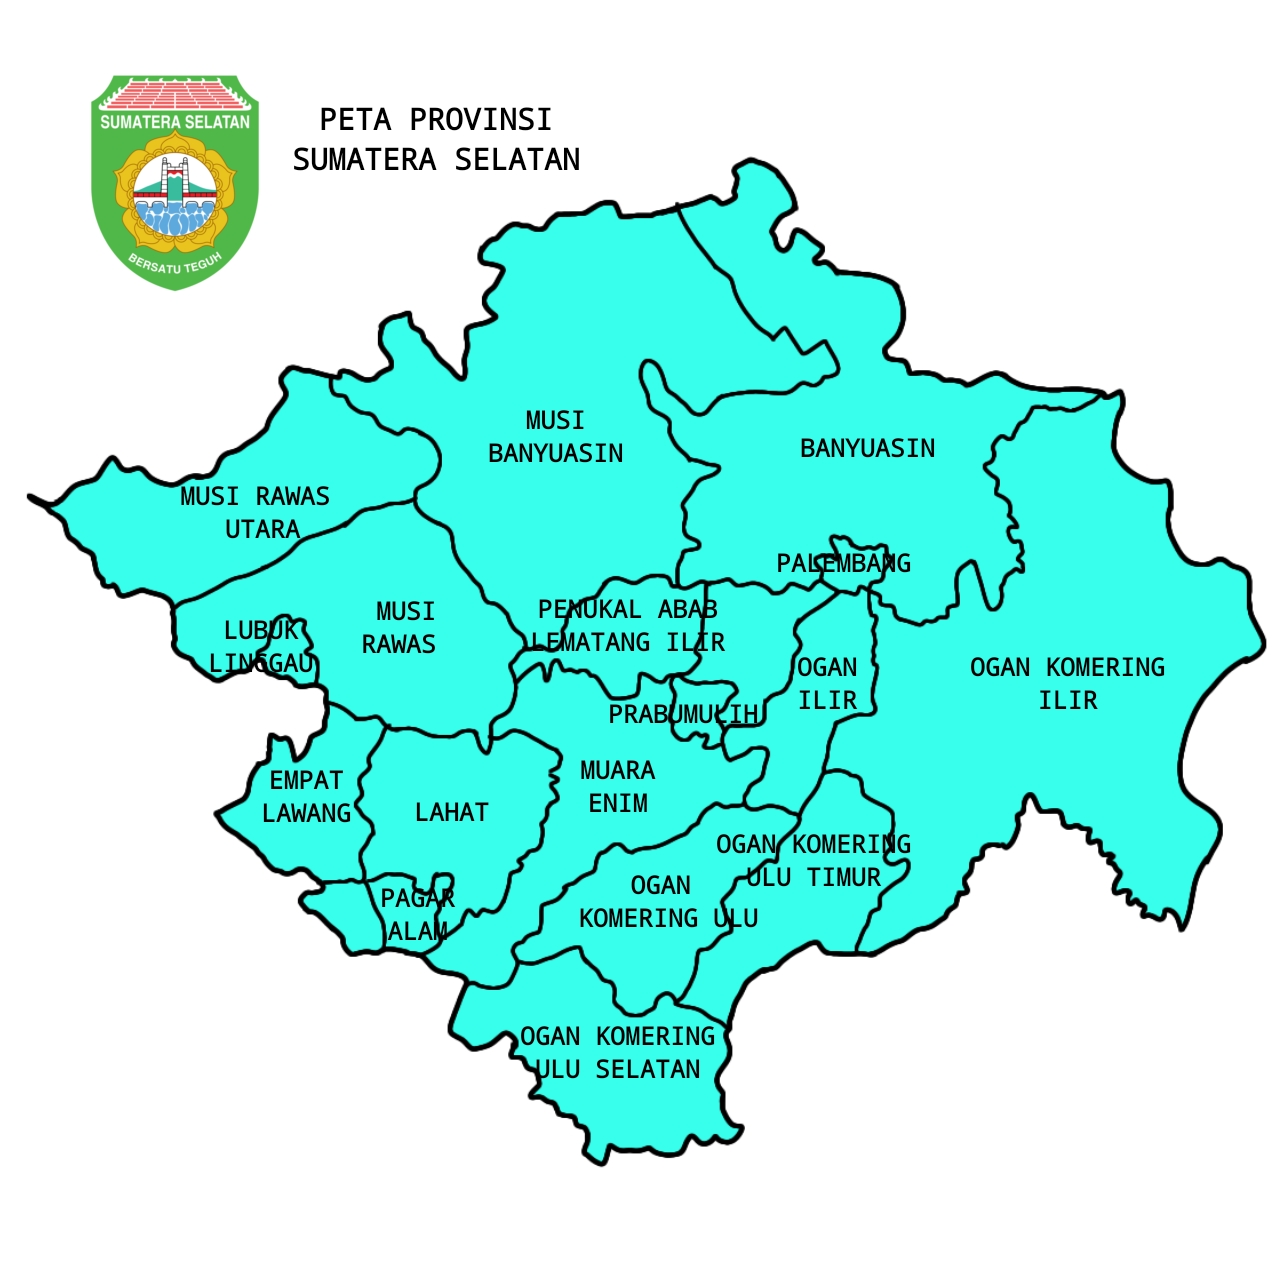 SUMATERA SELATAN
BERSATU TEGUH
PETA PROVINSI
SUMATERA SELATAN
MUSI
BANYUASIN
BANYUASIN
MUSI RAWAS
UTARA
PALEMBANG
PENUKAL ABAB
LEMATANG ILIR
MUSI
RAWAS
LUBUK
LINGGAU
OGAN
ILIR
OGAN KOMERING
ILIR
PRABUMULIH
MUARA
ENIM
EMPAT
LAWANG
LAHAT
OGAN KOMERING
ULU TIMUR
OGAN
KOMERING ULU
PAGAR
ALAM
OGAN KOMERING
ULU SELATAN